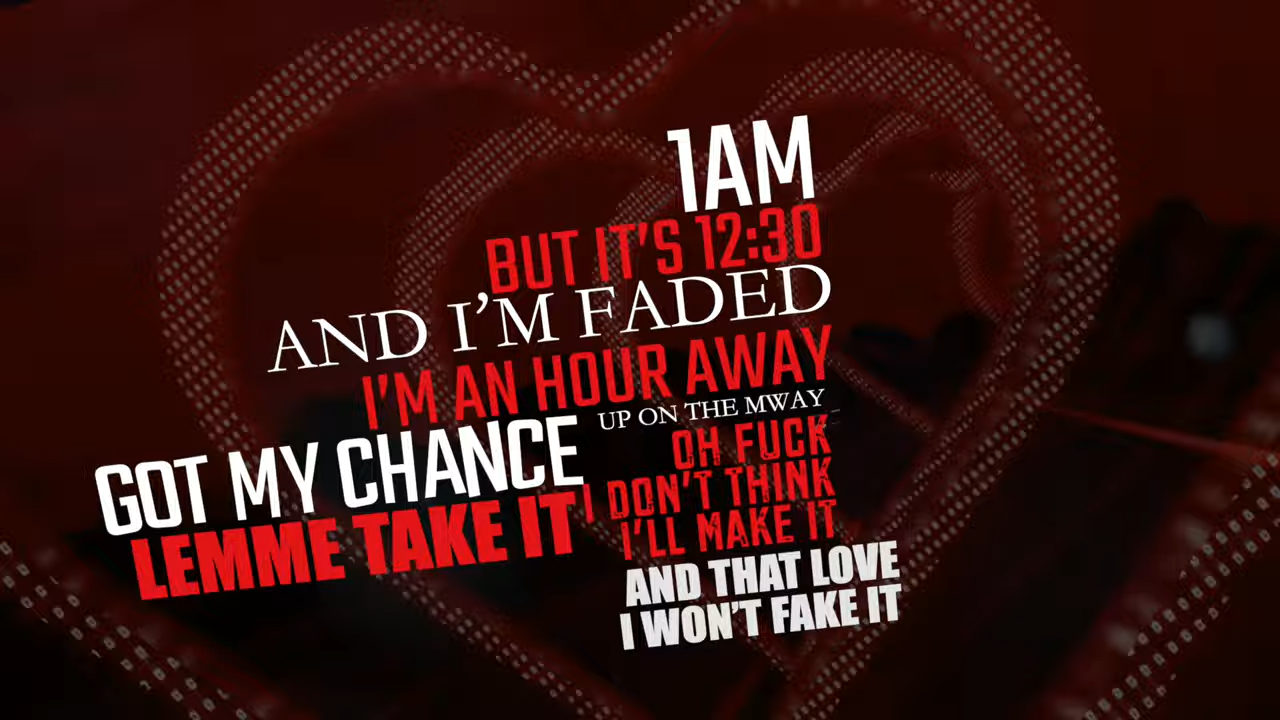 1AM
BUT IT'S 12:30
AND I'M FADED
I'M AN HOUR AWAY
UP ON THE MWAY
OH FUCK
I DON'T THINK
I'LL MAKE IT
AND THAT LOVE
I WON'T FAKE IT
GOT MY CHANCE
LEMME TAKE IT